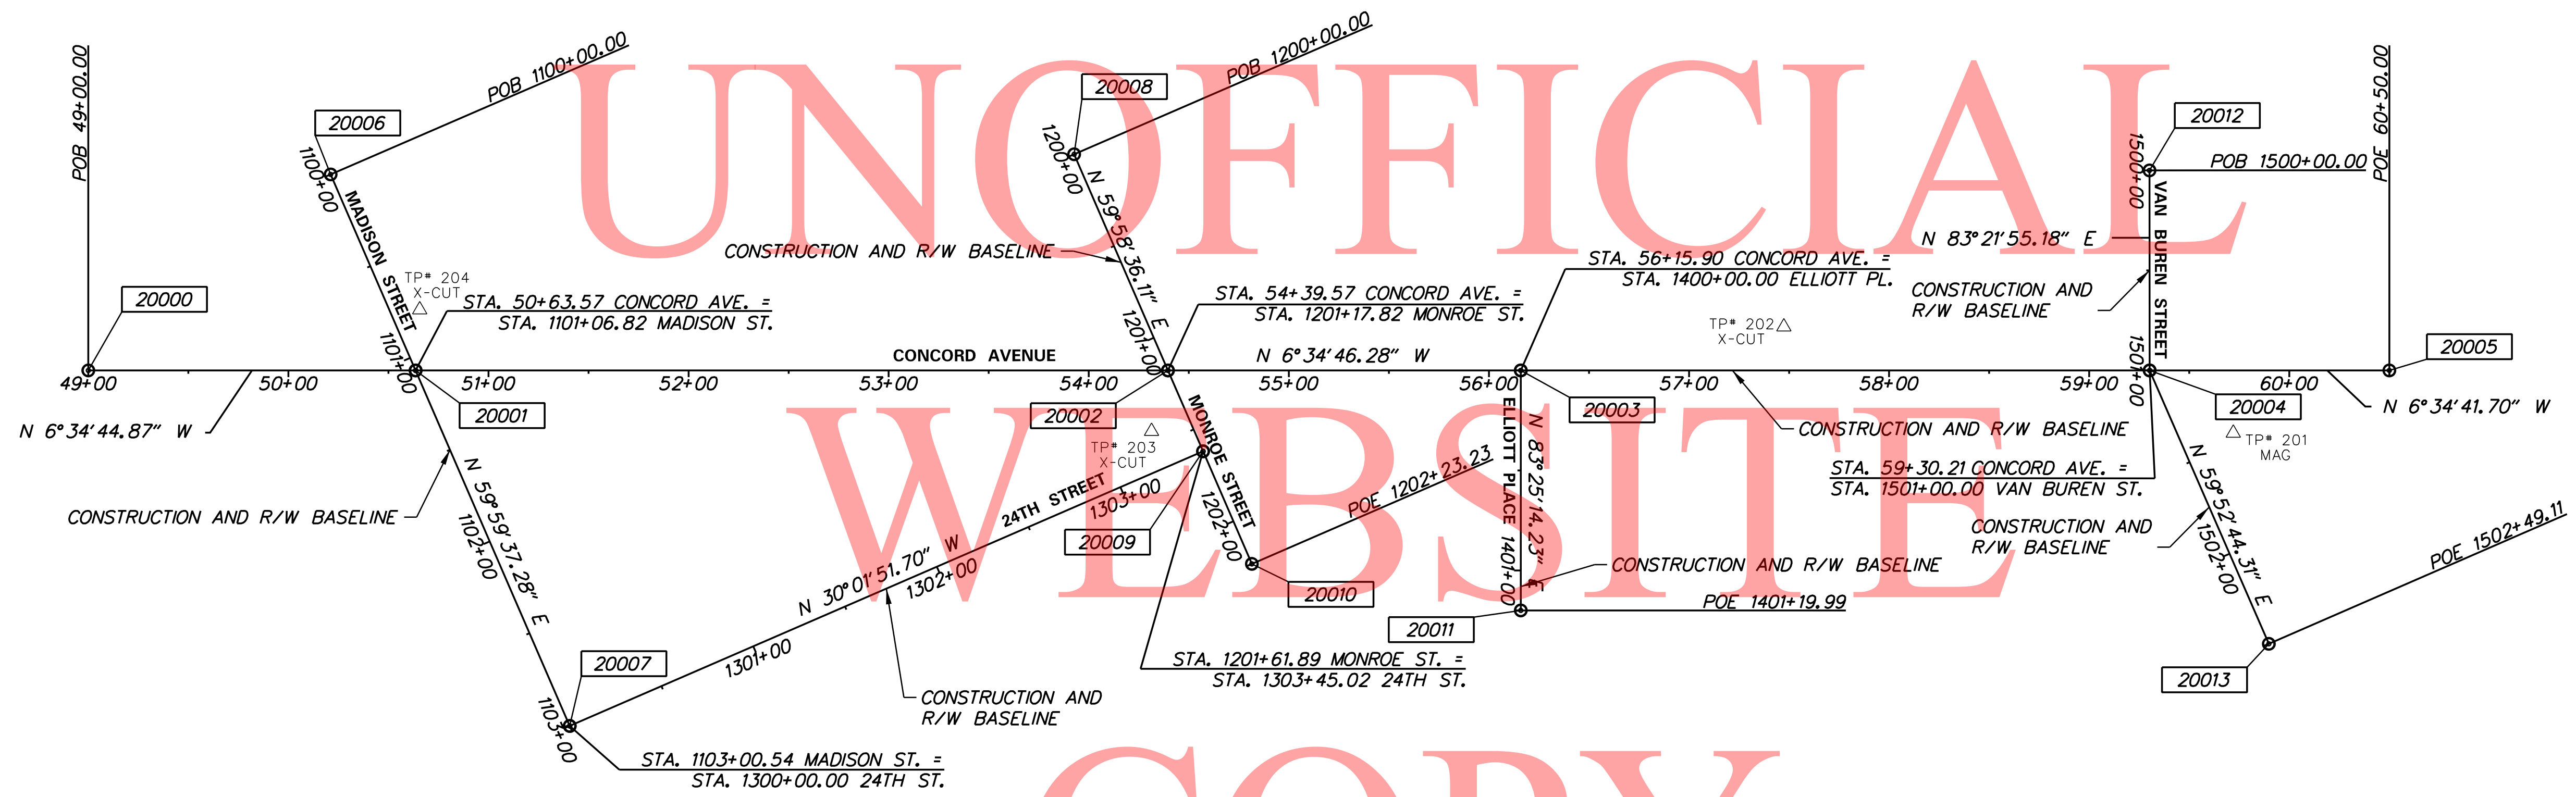 UNOFFICIAL
WEBSITE
COPY
POB 49+00.00
20000
49+00
N 6°34'44.87" W
50+00
20006
1100+00
POB 1100+00.00
MADISON STREET
TP# 204
X-CUT
1101+00
STA. 50+63.57 CONCORD AVE. =
STA. 1101+06.82 MADISON ST.
20001
51+00
N 59°59'37.28" E
1102+00
CONSTRUCTION AND R/W BASELINE
20007
1103+00
STA. 1103+00.54 MADISON ST. =
STA. 1300+00.00 24TH ST.
52+00
CONCORD AVENUE
53+00
1301+00
N 30°01'51.70" W
1302+00
24TH STREET
1303+00
CONSTRUCTION AND
R/W BASELINE
20008
1200+00
POB 1200+00.00
N 59°58'36.11" E
CONSTRUCTION AND R/W BASELINE
1201+00
54+00
STA. 54+39.57 CONCORD AVE. =
STA. 1201+17.82 MONROE ST.
20002
N 6°34'46.28" W
55+00
TP# 203
X-CUT
MONROE STREET
20009
1202+00
POE 1202+23.23
20010
STA. 1201+61.89 MONROE ST. =
STA. 1303+45.02 24TH ST.
STA. 56+15.90 CONCORD AVE. =
STA. 1400+00.00 ELLIOTT PL.
56+00
20003
ELLIOTT PLACE
N 83°25'14.23" E
1401+00
CONSTRUCTION AND R/W BASELINE
POE 1401+19.99
20011
TP# 202
X-CUT
57+00
58+00
CONSTRUCTION AND R/W BASELINE
20012
1500+00
POB 1500+00.00
VAN BUREN STREET
N 83°21'55.18" E
CONSTRUCTION AND
R/W BASELINE
1501+00
59+00
20004
STA. 59+30.21 CONCORD AVE. =
STA. 1501+00.00 VAN BUREN ST.
TP# 201
MAG
60+00
POE 60+50.00
20005
N 6°34'41.70" W
N 59°52'44.31" E
CONSTRUCTION AND
R/W BASELINE
1502+00
POE 1502+49.11
20013